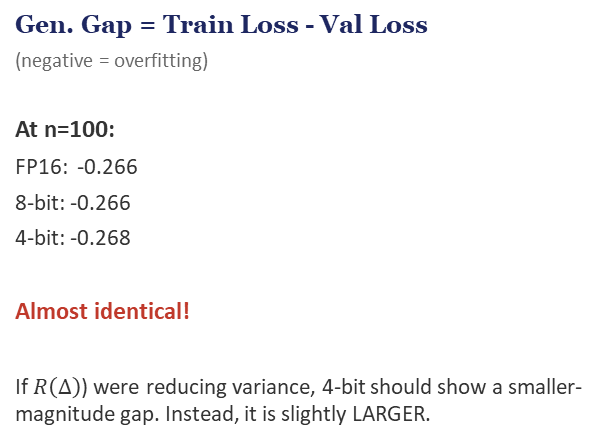 Gen. Gap = Train Loss - Val Loss
(negative = overfitting)
At n=100:
FP16: -0.266
8-bit: -0.266
4-bit: -0.268
Almost identical!
If R(Δ)) were reducing variance, 4-bit should show a smaller-
magnitude gap. Instead, it is slightly LARGER.